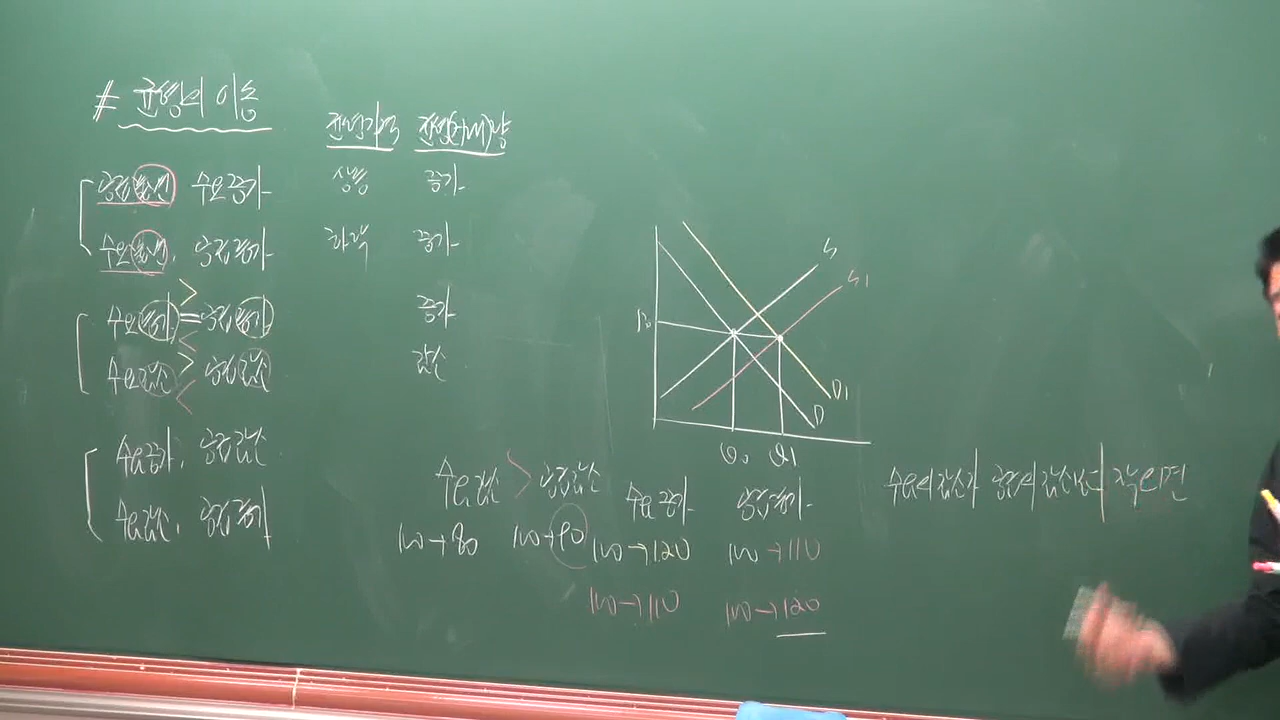 # 균형의 이동
균형가격 균형(거래)량
공급불변 수요증가 상승 증가
수요불변, 공급증가 하락 증가
수요증가 > = < 공급증가 증가
수요감소 > < 공급감소 감소
수요증가, 공급감소
수요감소, 공급증가
S
S1
P0
D1
D
Q0 Q1
수요감소 > 공급감소
100→80 100→90
수요증가 공급증가
100→120 100→110
100→110 100→120
수요의 감소가 공급의 감소보다 작으면